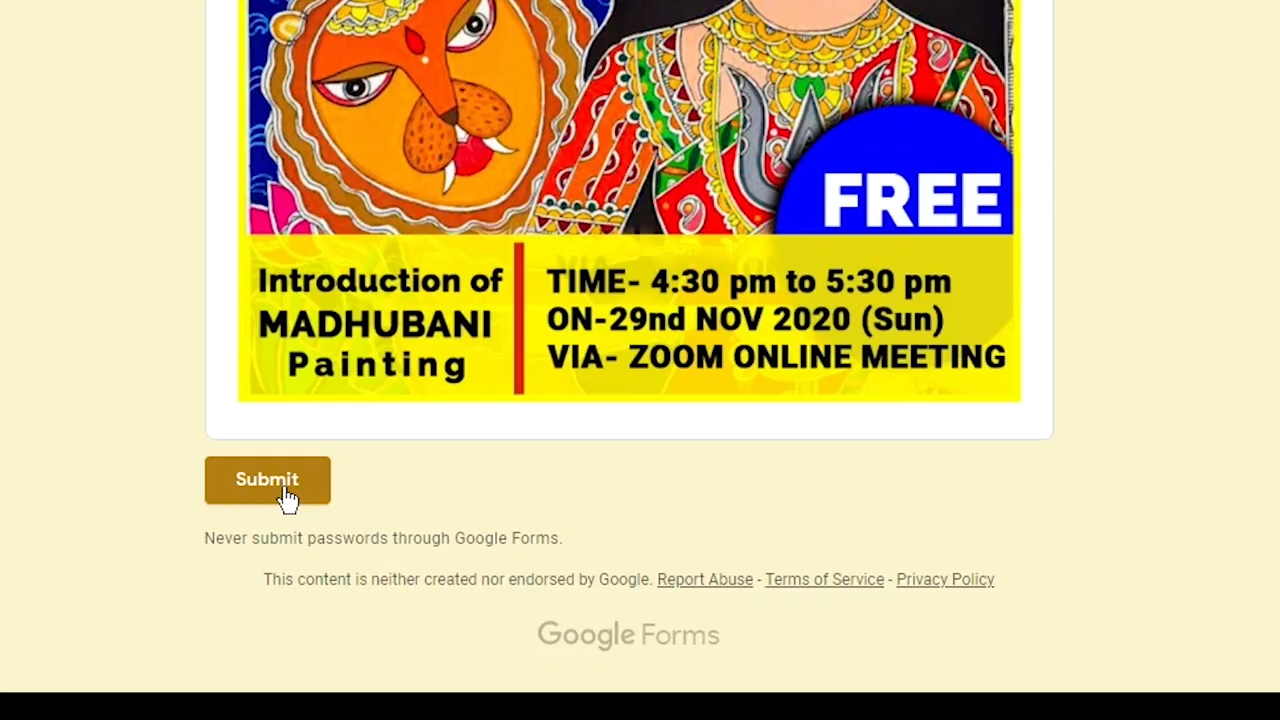 FREE
Introduction of
MADHUBANI
Painting
TIME- 4:30 pm to 5:30 pm
ON-29nd NOV 2020 (Sun)
VIA- ZOOM ONLINE MEETING
Submit
Never submit passwords through Google Forms.
This content is neither created nor endorsed by Google. Report Abuse - Terms of Service - Privacy Policy
Google Forms